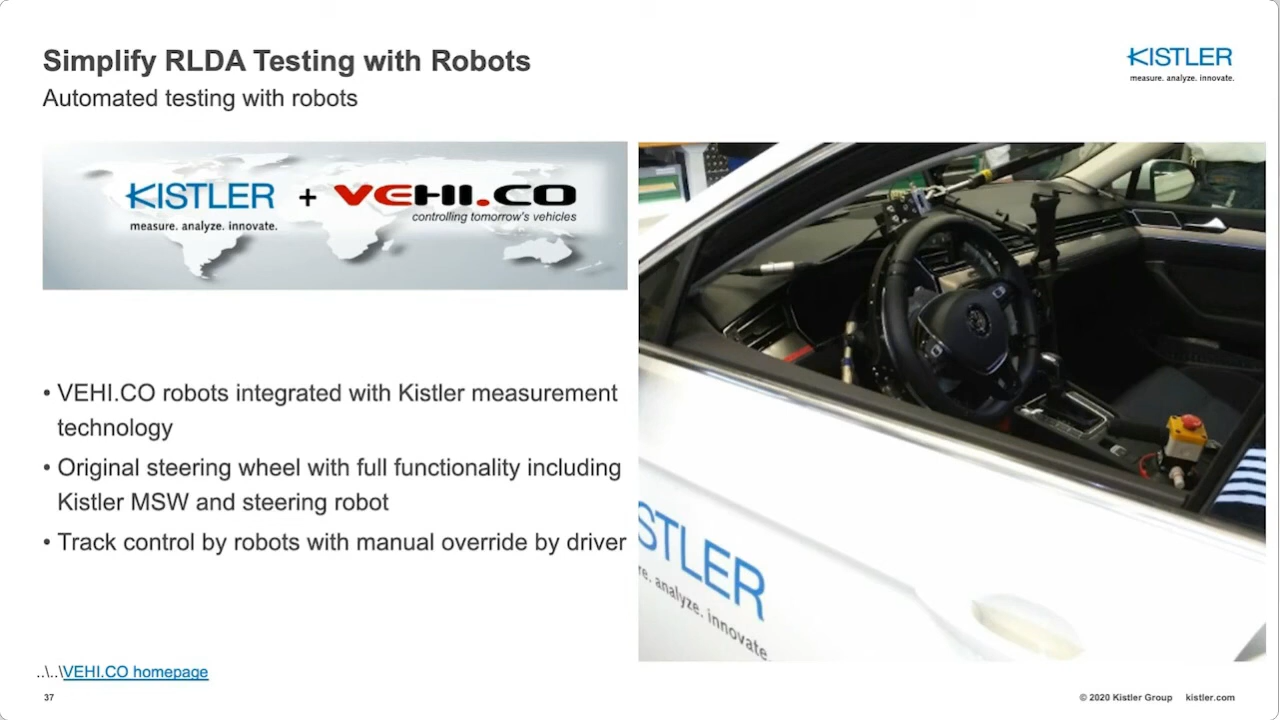 Simplify RLDA Testing with Robots
Automated testing with robots
KISTLER
measure. analyze. innovate.
KISTLER + VEHI.CO
measure. analyze. innovate.
controlling tomorrow's vehicles
• VEHI.CO robots integrated with Kistler measurement
technology
• Original steering wheel with full functionality including
Kistler MSW and steering robot
• Track control by robots with manual override by driver
STLER
re. analyze. innovate.
..\..\VEHI.CO homepage
37
© 2020 Kistler Group kistler.com